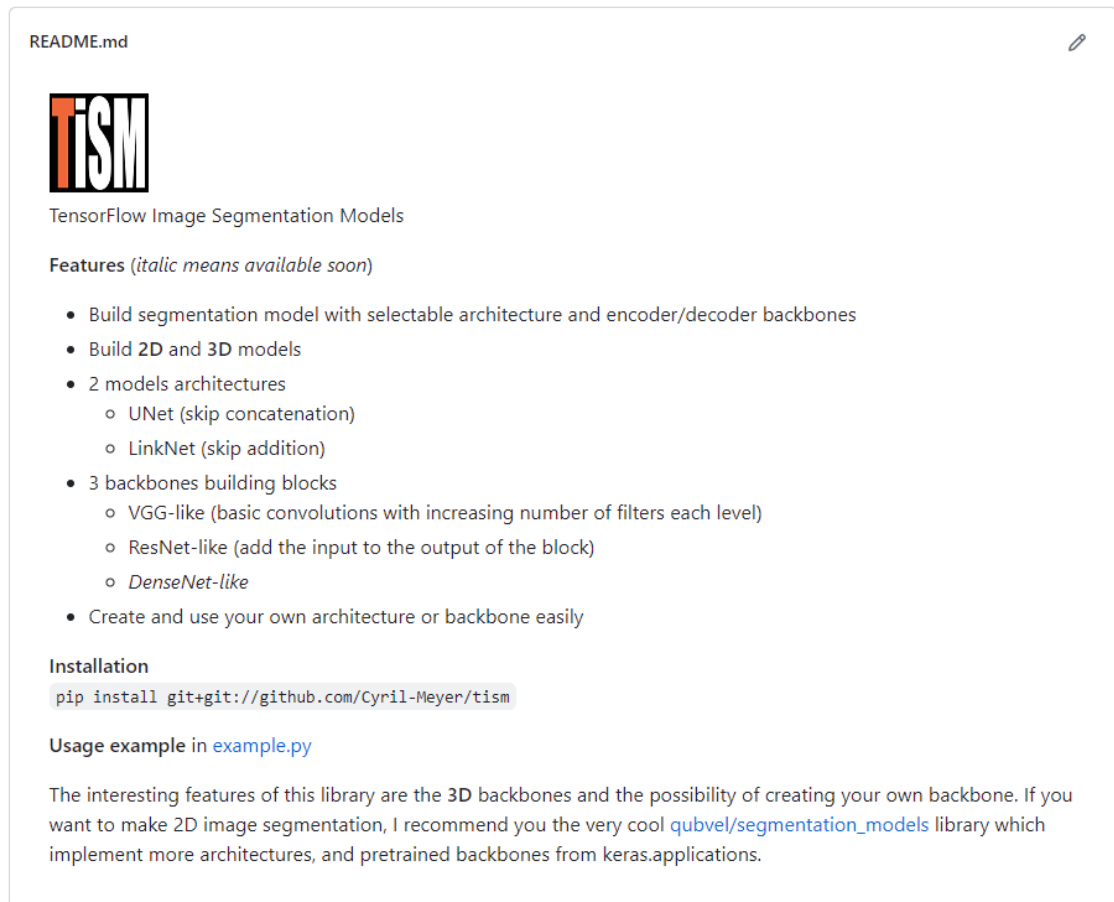 README.md
TiSM
TensorFlow Image Segmentation Models
Features (italic means available soon)
Build segmentation model with selectable architecture and encoder/decoder backbones
Build 2D and 3D models
2 models architectures
UNet (skip concatenation)
LinkNet (skip addition)
3 backbones building blocks
VGG-like (basic convolutions with increasing number of filters each level)
ResNet-like (add the input to the output of the block)
DenseNet-like
Create and use your own architecture or backbone easily
Installation
pip install git+git://github.com/Cyril-Meyer/tism
Usage example in example.py
The interesting features of this library are the 3D backbones and the possibility of creating your own backbone. If you
want to make 2D image segmentation, I recommend you the very cool qubvel/segmentation_models library which
implement more architectures, and pretrained backbones from keras.applications.